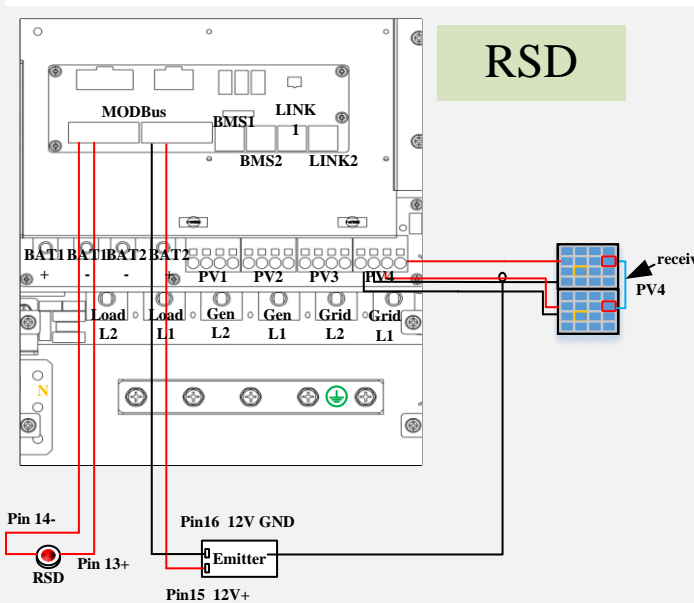 RSD
MODBus
LINK
1
BMS1
BMS2
LINK2
BAT1
BAT1
BAT2
BAT2
+
-
-
+
PV1
PV2
PV3
PV4
receiv
PV4
Load
L2
Load
L1
Gen
L2
Gen
L1
Grid
L2
Grid
L1
N
Pin 14-
RSD
Pin 13+
Pin16 12V GND
Emitter
Pin15 12V+